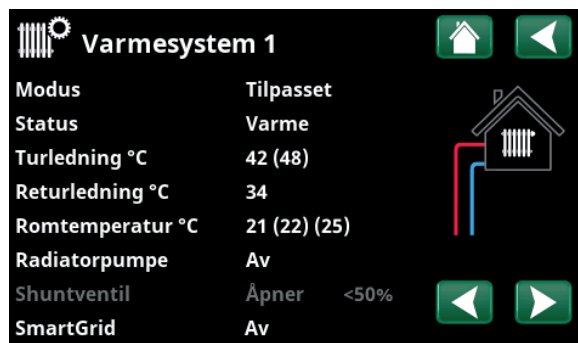 Varmesystem 1
Modus Tilpasset
Status Varme
Turledning °C 42 (48)
Returledning °C 34
Romtemperatur °C 21 (22) (25)
Radiatorpumpe Av
Shuntventil Åpner <50%
SmartGrid Av